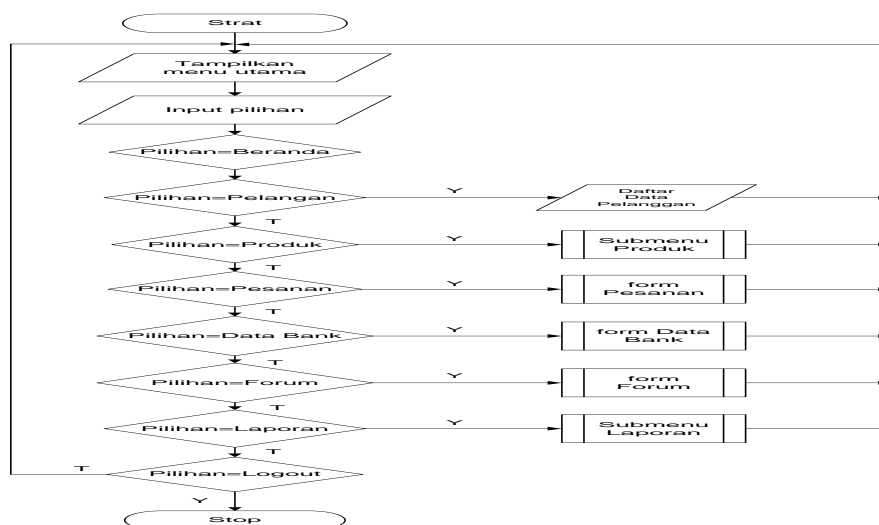 Strat
Tampilkan
menu utama
Input pilihan
Pilihan=Beranda
Pilihan=Pelangan
Y
Daftar
Data
Pelanggan
T
Pilihan=Produk
Y
Submenu
Produk
T
Pilihan=Pesanan
Y
form
Pesanan
T
Pilihan=Data Bank
Y
form Data
Bank
T
Pilihan=Forum
Y
form
Forum
T
Pilihan=Laporan
Y
Submenu
Laporan
T
Pilihan=Logout
T
Y
Stop